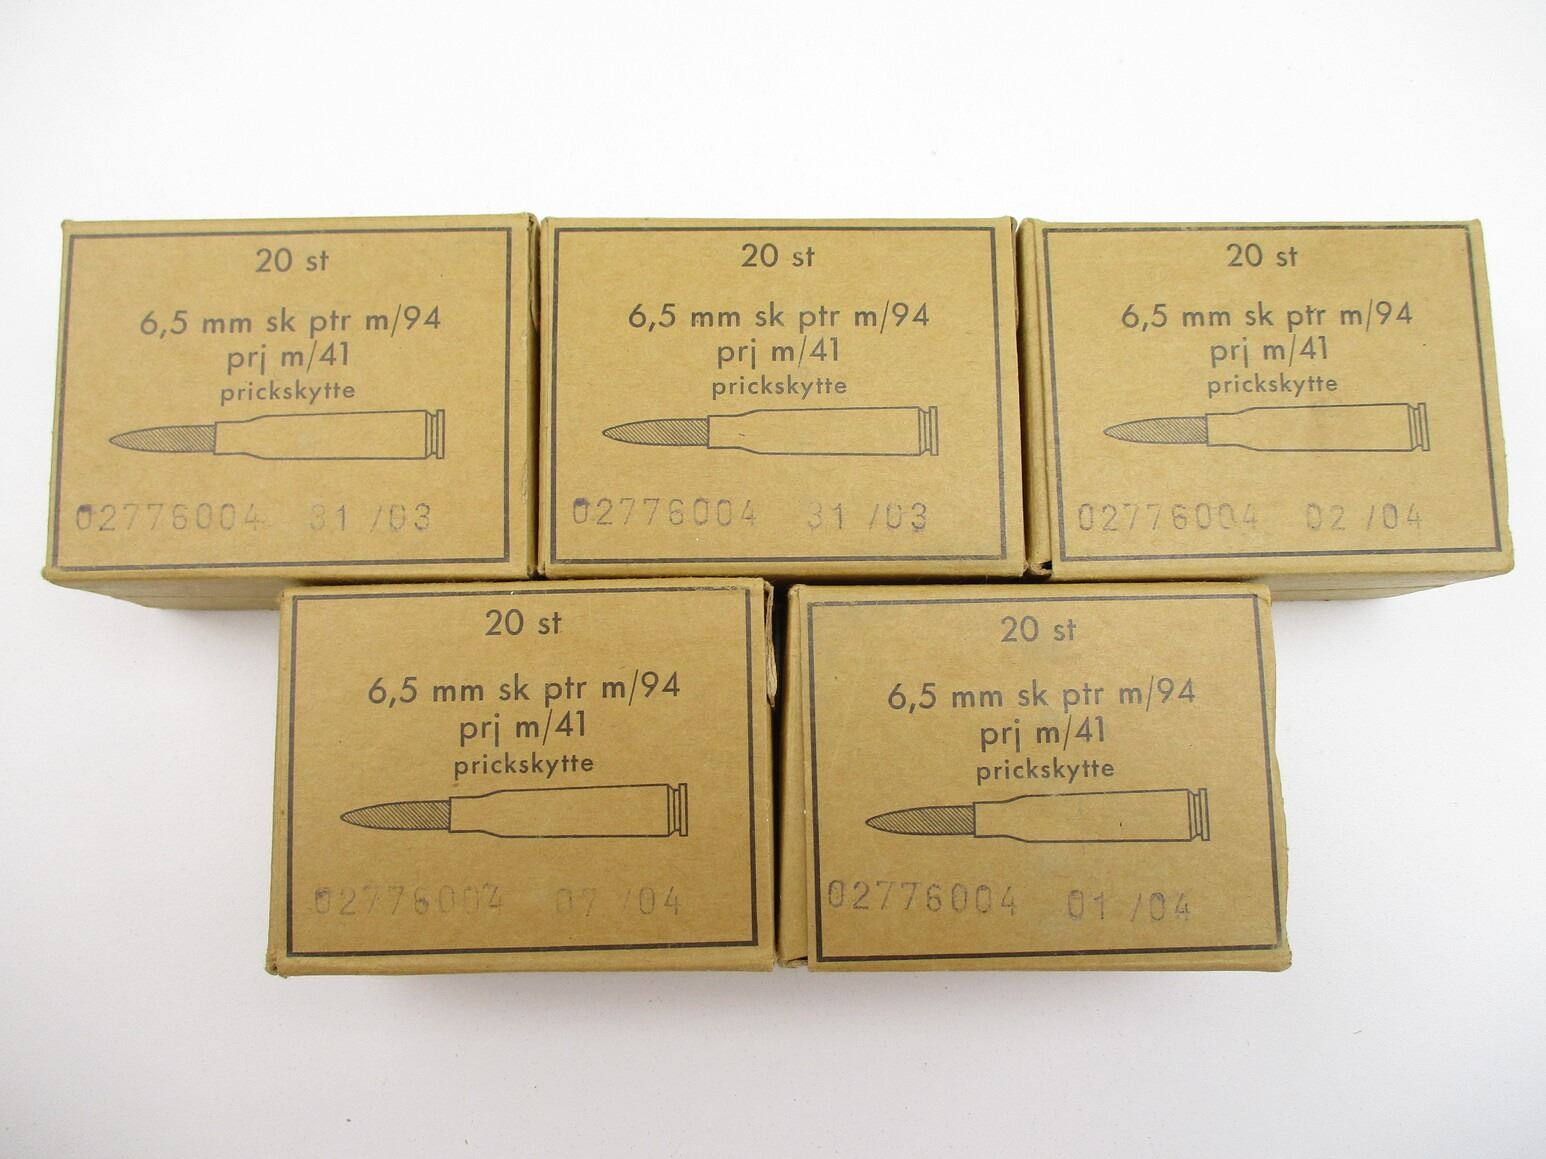 20 st
6,5 mm sk ptr m/94
prj m/41
prickskytte
02776004 31 /03
20 st
6,5 mm sk ptr m/94
prj m/41
prickskytte
02776004 31 /03
20 st
6,5 mm sk ptr m/94
prj m/41
prickskytte
02776004 02 /04
20 st
6,5 mm sk ptr m/94
prj m/41
prickskytte
02776004 07 /04
20 st
6,5 mm sk ptr m/94
prj m/41
prickskytte
02776004 01 /04